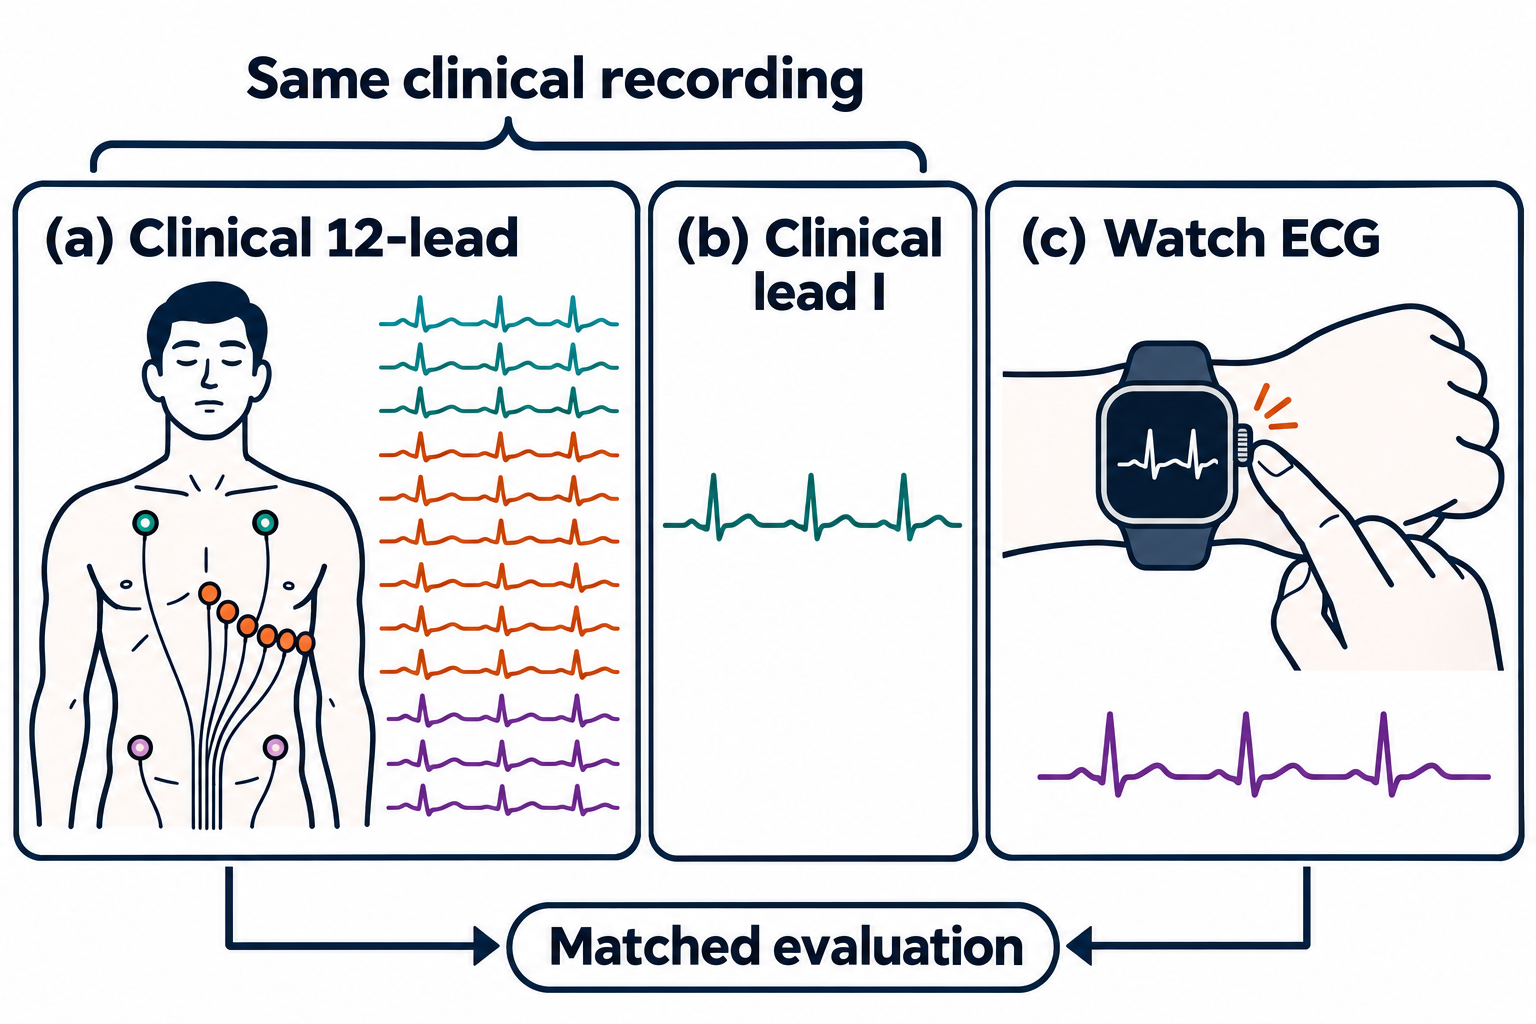 Same clinical recording
(a) Clinical 12-lead
(b) Clinical
lead I
(c) Watch ECG
Matched evaluation